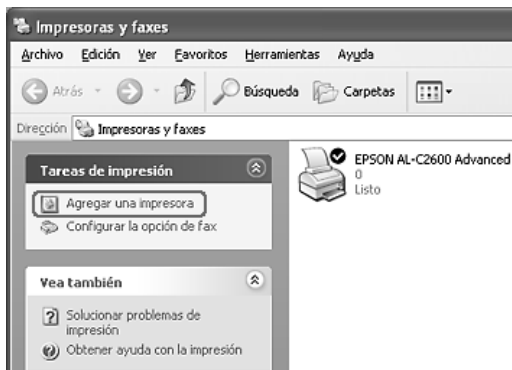 Impresoras y faxes
Archivo Edición Ver Favoritos Herramientas Ayuda
Atrás Búsqueda Carpetas
Dirección Impresoras y faxes
Tareas de impresión
Agregar una impresora
Configurar la opción de fax
Vea también
Solucionar problemas de
impresión
Obtener ayuda con la impresión
EPSON AL-C2600 Advanced
0
Listo